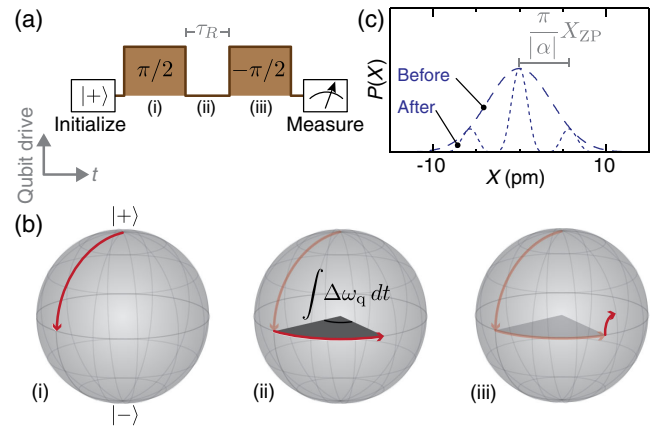 (a)
τ_R
π/2
−π/2
|+⟩
(i)
(ii)
(iii)
Initialize
Measure
Qubit drive
t
(c)
π/|α| X_ZP
P(X)
Before
After
-10
0
10
X (pm)
(b)
|+⟩
(i)
|−⟩
∫ Δω_q dt
(ii)
(iii)